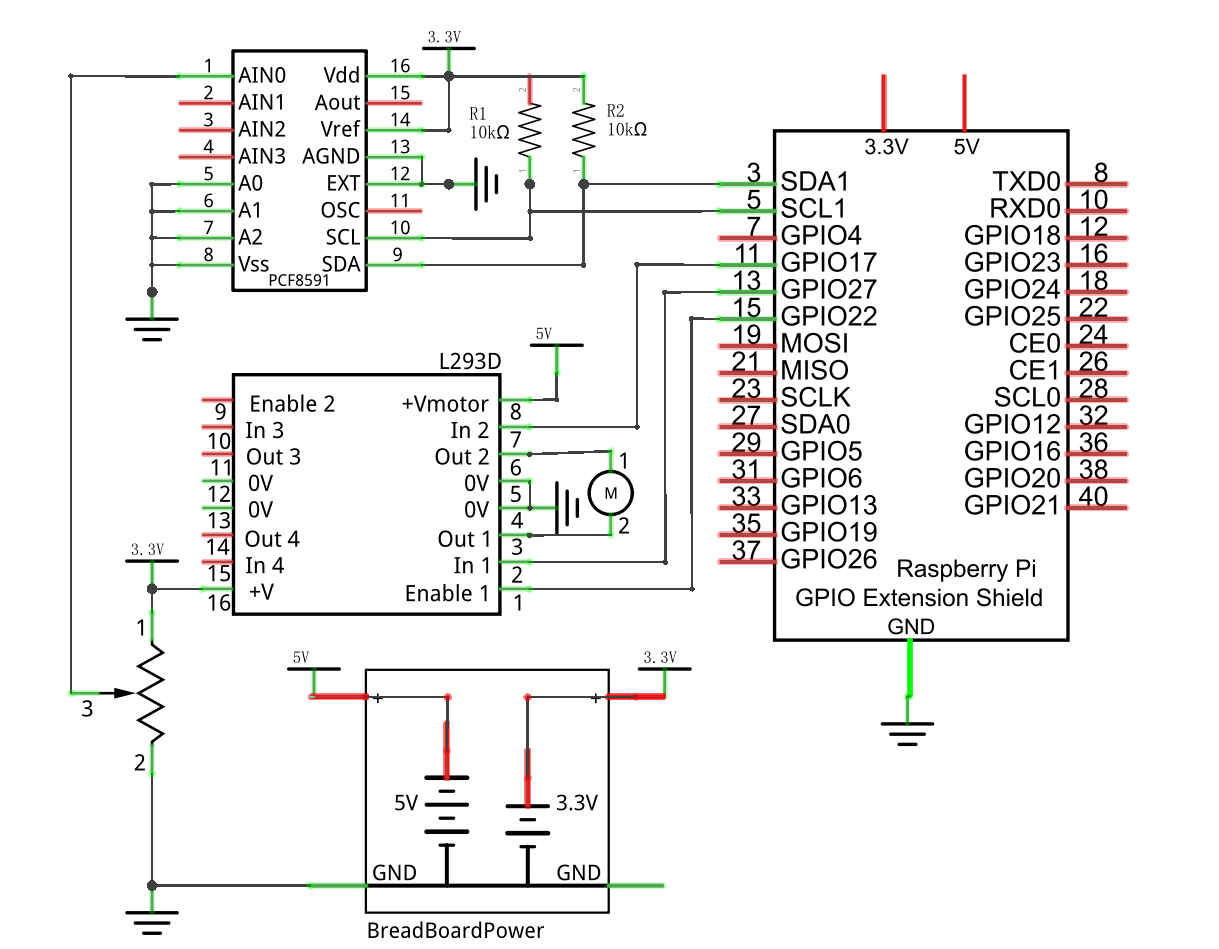 3.3V
1 AIN0 Vdd 16
2 AIN1 Aout 15
3 AIN2 Vref 14
4 AIN3 AGND 13
5 A0 EXT 12
6 A1 OSC 11
7 A2 SCL 10
8 Vss SDA 9
PCF8591
2
R1
10kΩ
1
2
R2
10kΩ
1
3.3V 5V
3 SDA1 TXD0 8
5 SCL1 RXD0 10
7 GPIO4 GPIO18 12
11 GPIO17 GPIO23 16
13 GPIO27 GPIO24 18
15 GPIO22 GPIO25 22
19 MOSI CE0 24
21 MISO CE1 26
23 SCLK SCL0 28
27 SDA0 GPIO12 32
29 GPIO5 GPIO16 36
31 GPIO6 GPIO20 38
33 GPIO13 GPIO21 40
35 GPIO19
37 GPIO26
Raspberry Pi
GPIO Extension Shield
GND
5V
L293D
9 Enable 2 +Vmotor 8
10 In 3 In 2 7
11 Out 3 Out 2 6
12 0V 0V 5
13 0V 0V 4
14 Out 4 Out 1 3
15 In 4 In 1 2
16 +V Enable 1 1
1
M
2
3.3V
1
3
2
5V 3.3V
+ +
5V 3.3V
GND GND
BreadBoardPower